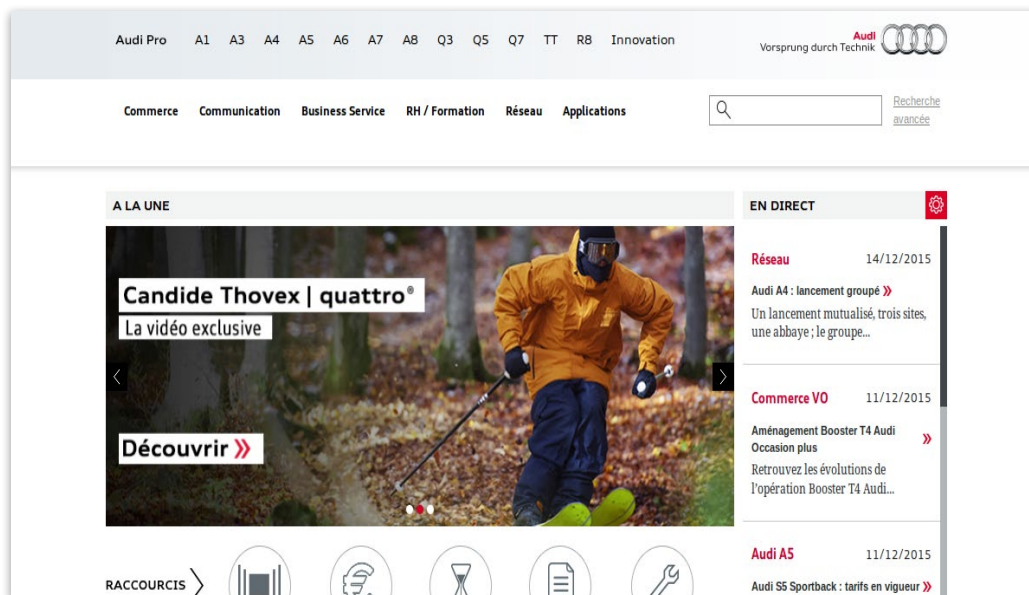 Audi Pro A1 A3 A4 A5 A6 A7 A8 Q3 Q5 Q7 TT R8 Innovation
Audi
Vorsprung durch Technik
Commerce Communication Business Service RH / Formation Réseau Applications
Recherche
avancée
A LA UNE
Candide Thovex | quattro®
La vidéo exclusive
Découvrir »
EN DIRECT
Réseau 14/12/2015
Audi A4 : lancement groupé »
Un lancement mutualisé, trois sites,
une abbaye ; le groupe...
Commerce VO 11/12/2015
Aménagement Booster T4 Audi
Occasion plus »
Retrouvez les évolutions de
l'opération Booster T4 Audi...
Audi A5 11/12/2015
Audi S5 Sportback : tarifs en vigueur »
RACCOURCIS